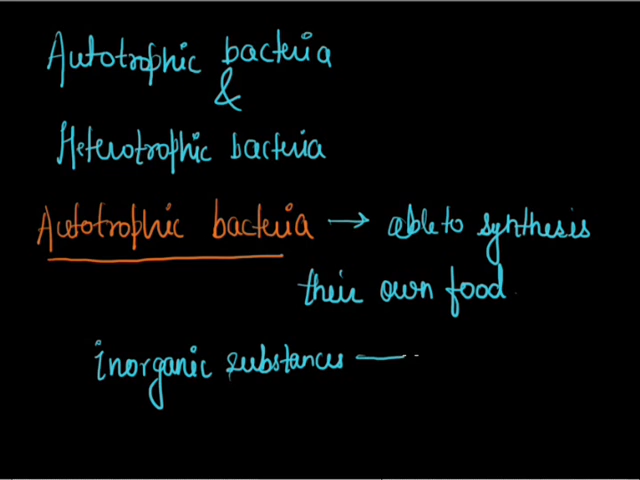 Autotrophic bacteria
&
Heterotrophic bacteria
Autotrophic bacteria → able to synthesis
their own food
inorganic substances —